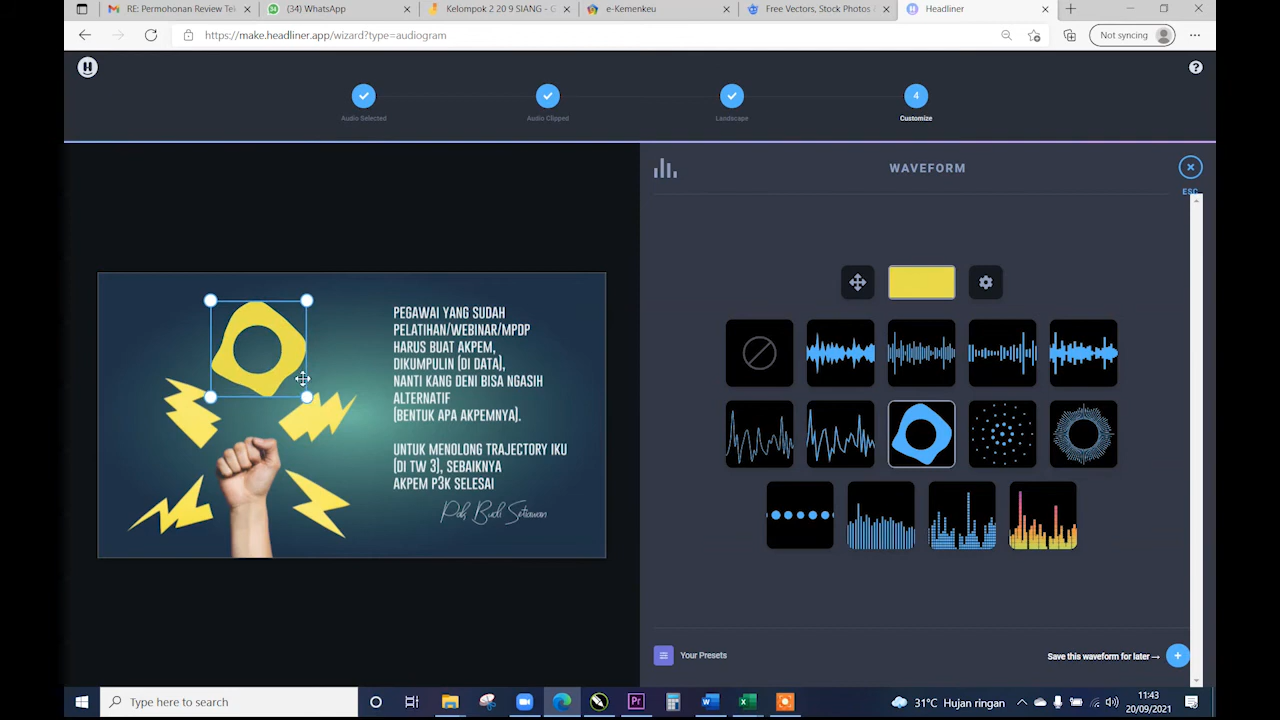 RE: Permohonan Review Te
(34) WhatsApp
Kelompok 2 20 9 SIANG - G
e-Kemenkeu
Free Vectors, Stock Photos &
Headliner
https://make.headliner.app/wizard?type=audiogram
Not syncing
H
?
4
Audio Selected
Audio Clipped
Landscape
Customize
WAVEFORM
ESC
PEGAWAI YANG SUDAH
PELATIHAN/WEBINAR/MPDP
HARUS BUAT AKPEM,
DIKUMPULIN (DI DATA),
NANTI KANG DENI BISA NGASIH
ALTERNATIF
(BENTUK APA AKPEMNYA).
UNTUK MENOLONG TRAJECTORY IKU
(DI TW 3), SEBAIKNYA
AKPEM P3K SELESAI
Pak Budi Setiawan
Your Presets
Save this waveform for later →
Type here to search
31°C Hujan ringan
11:43
20/09/2021